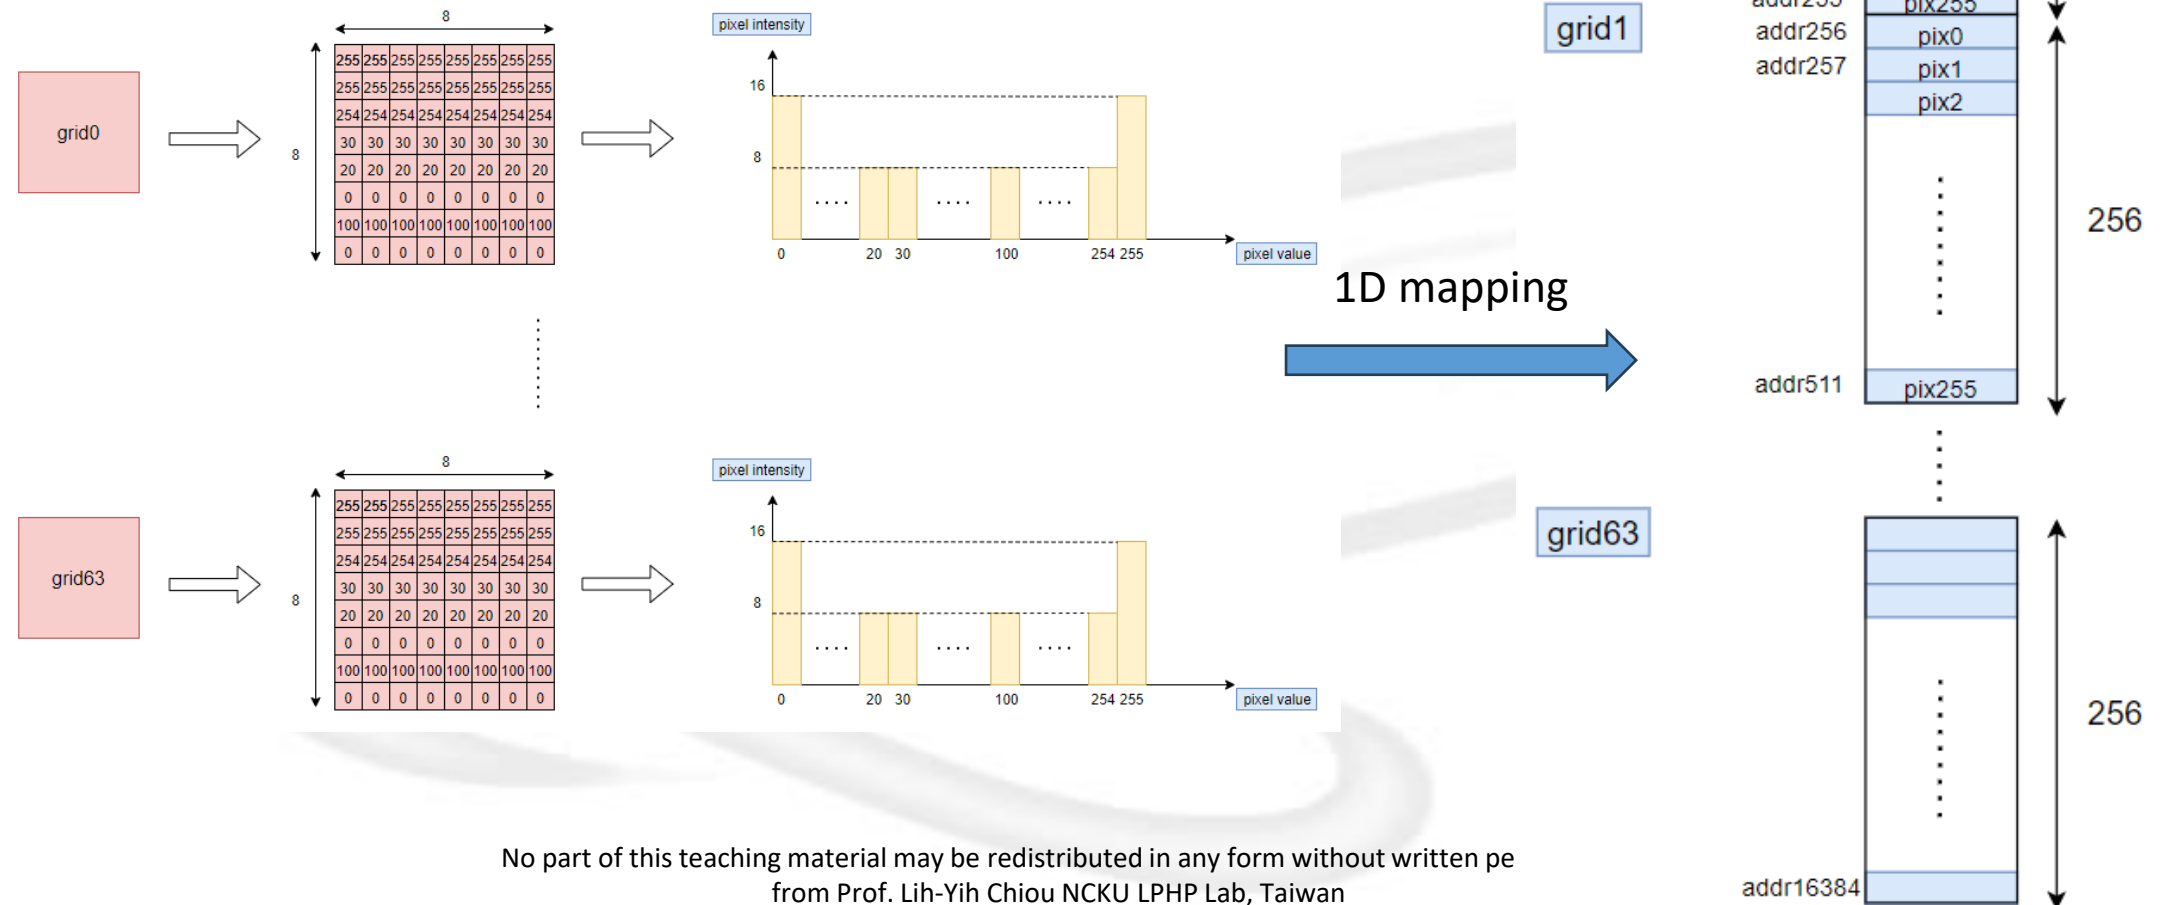 8
pixel intensity
grid0
8
255 255 255 255 255 255 255 255
255 255 255 255 255 255 255 255
254 254 254 254 254 254 254 254
30 30 30 30 30 30 30 30
20 20 20 20 20 20 20 20
0 0 0 0 0 0 0 0
100 100 100 100 100 100 100 100
0 0 0 0 0 0 0 0
16
8
0 20 30 100 254 255
pixel value
1D mapping
8
pixel intensity
grid63
8
255 255 255 255 255 255 255 255
255 255 255 255 255 255 255 255
254 254 254 254 254 254 254 254
30 30 30 30 30 30 30 30
20 20 20 20 20 20 20 20
0 0 0 0 0 0 0 0
100 100 100 100 100 100 100 100
0 0 0 0 0 0 0 0
16
8
0 20 30 100 254 255
pixel value
addr255 pix255
grid1
addr256 pix0
addr257 pix1
pix2
256
addr511 pix255
grid63
256
addr16384
No part of this teaching material may be redistributed in any form without written pe
from Prof. Lih-Yih Chiou NCKU LPHP Lab, Taiwan